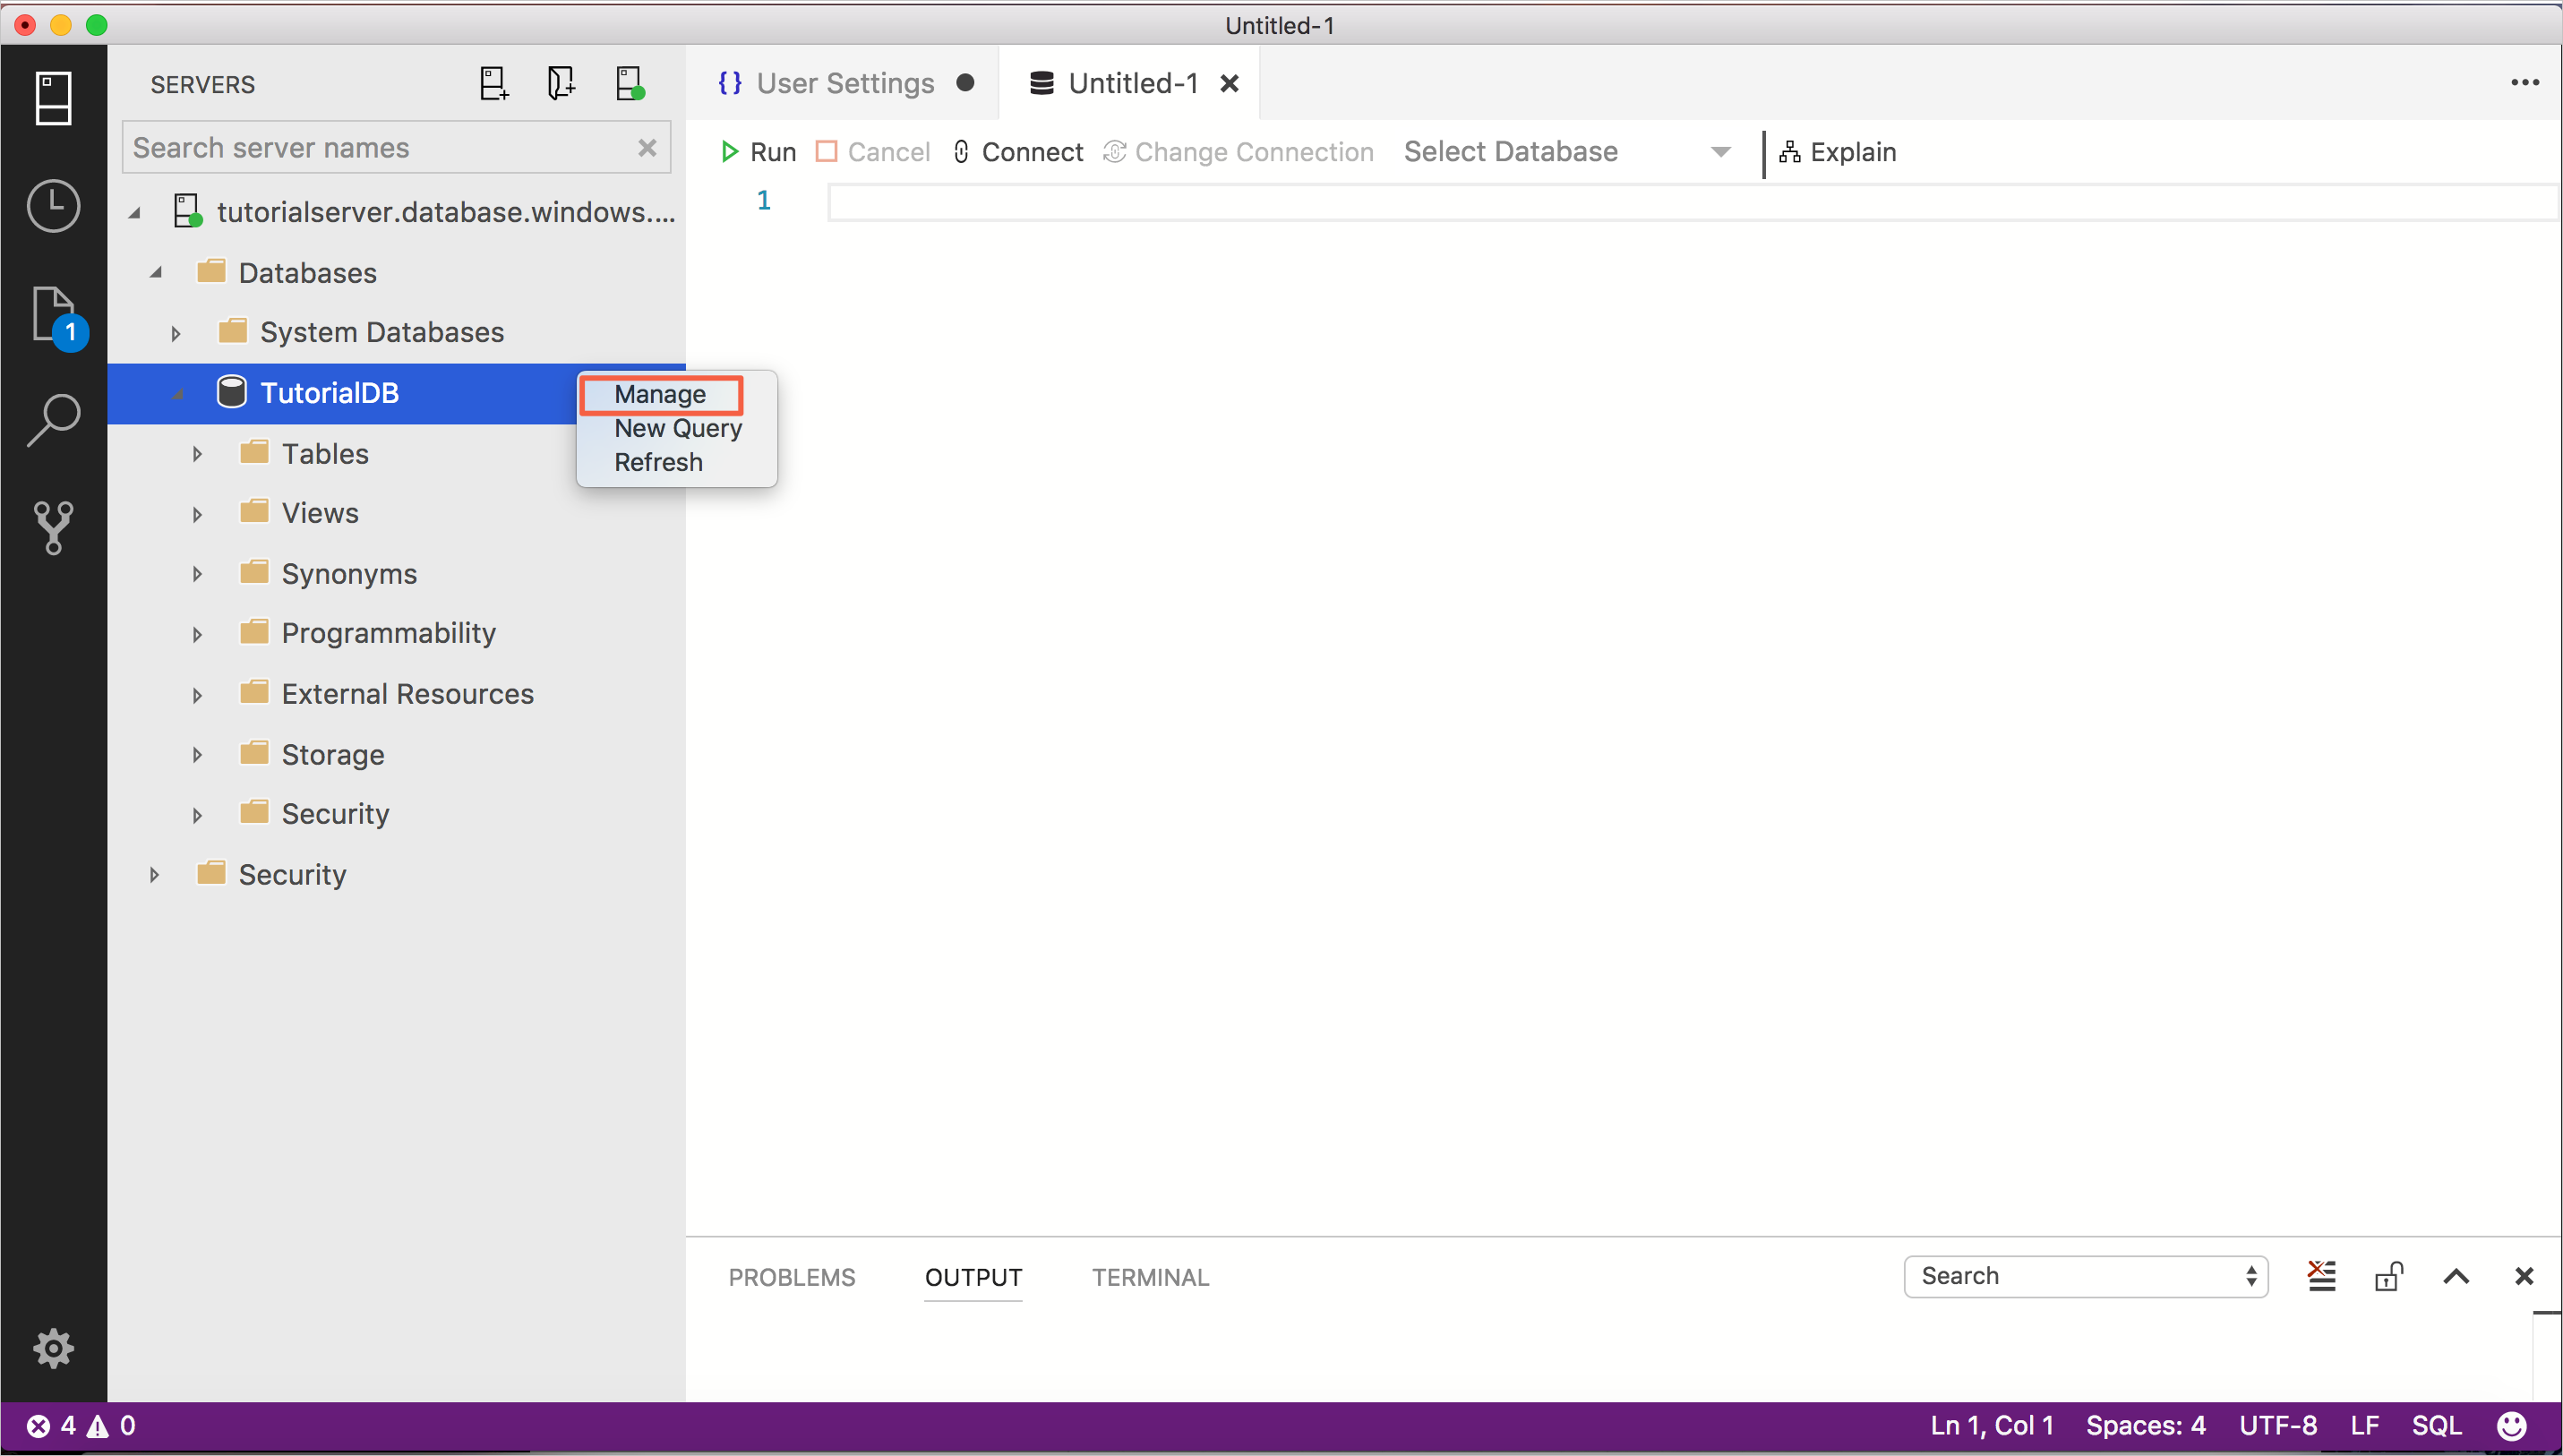 Untitled-1
SERVERS
Search server names
tutorialserver.database.windows....
Databases
System Databases
TutorialDB
Tables
Views
Synonyms
Programmability
External Resources
Storage
Security
Security
Manage
New Query
Refresh
1
{} User Settings
Untitled-1
Run Cancel Connect Change Connection Select Database Explain
1
PROBLEMS OUTPUT TERMINAL
Search
4 0
Ln 1, Col 1 Spaces: 4 UTF-8 LF SQL